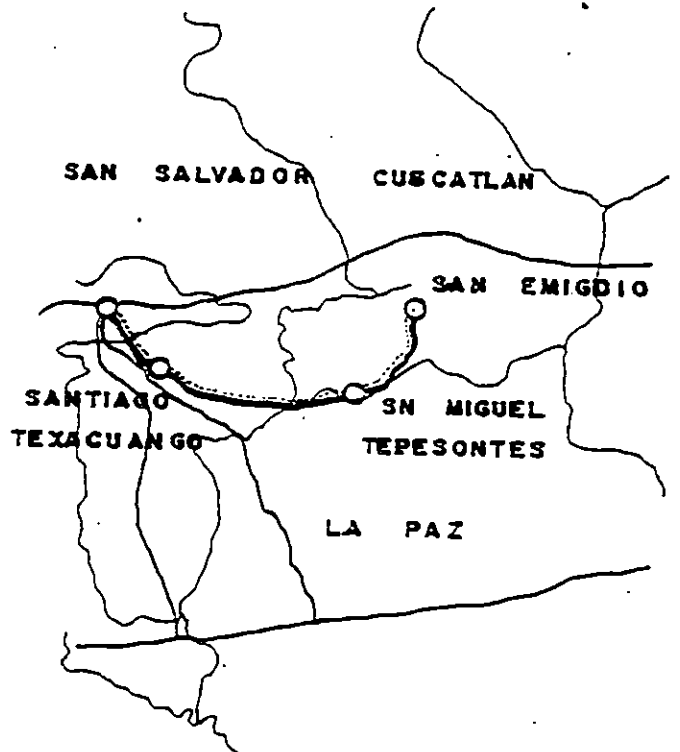 SAN SALVADOR
CUSCATLAN
SAN EMIGDIO
SANTIAGO
TEXACUANGO
SN MIGUEL
TEPESONTES
LA PAZ